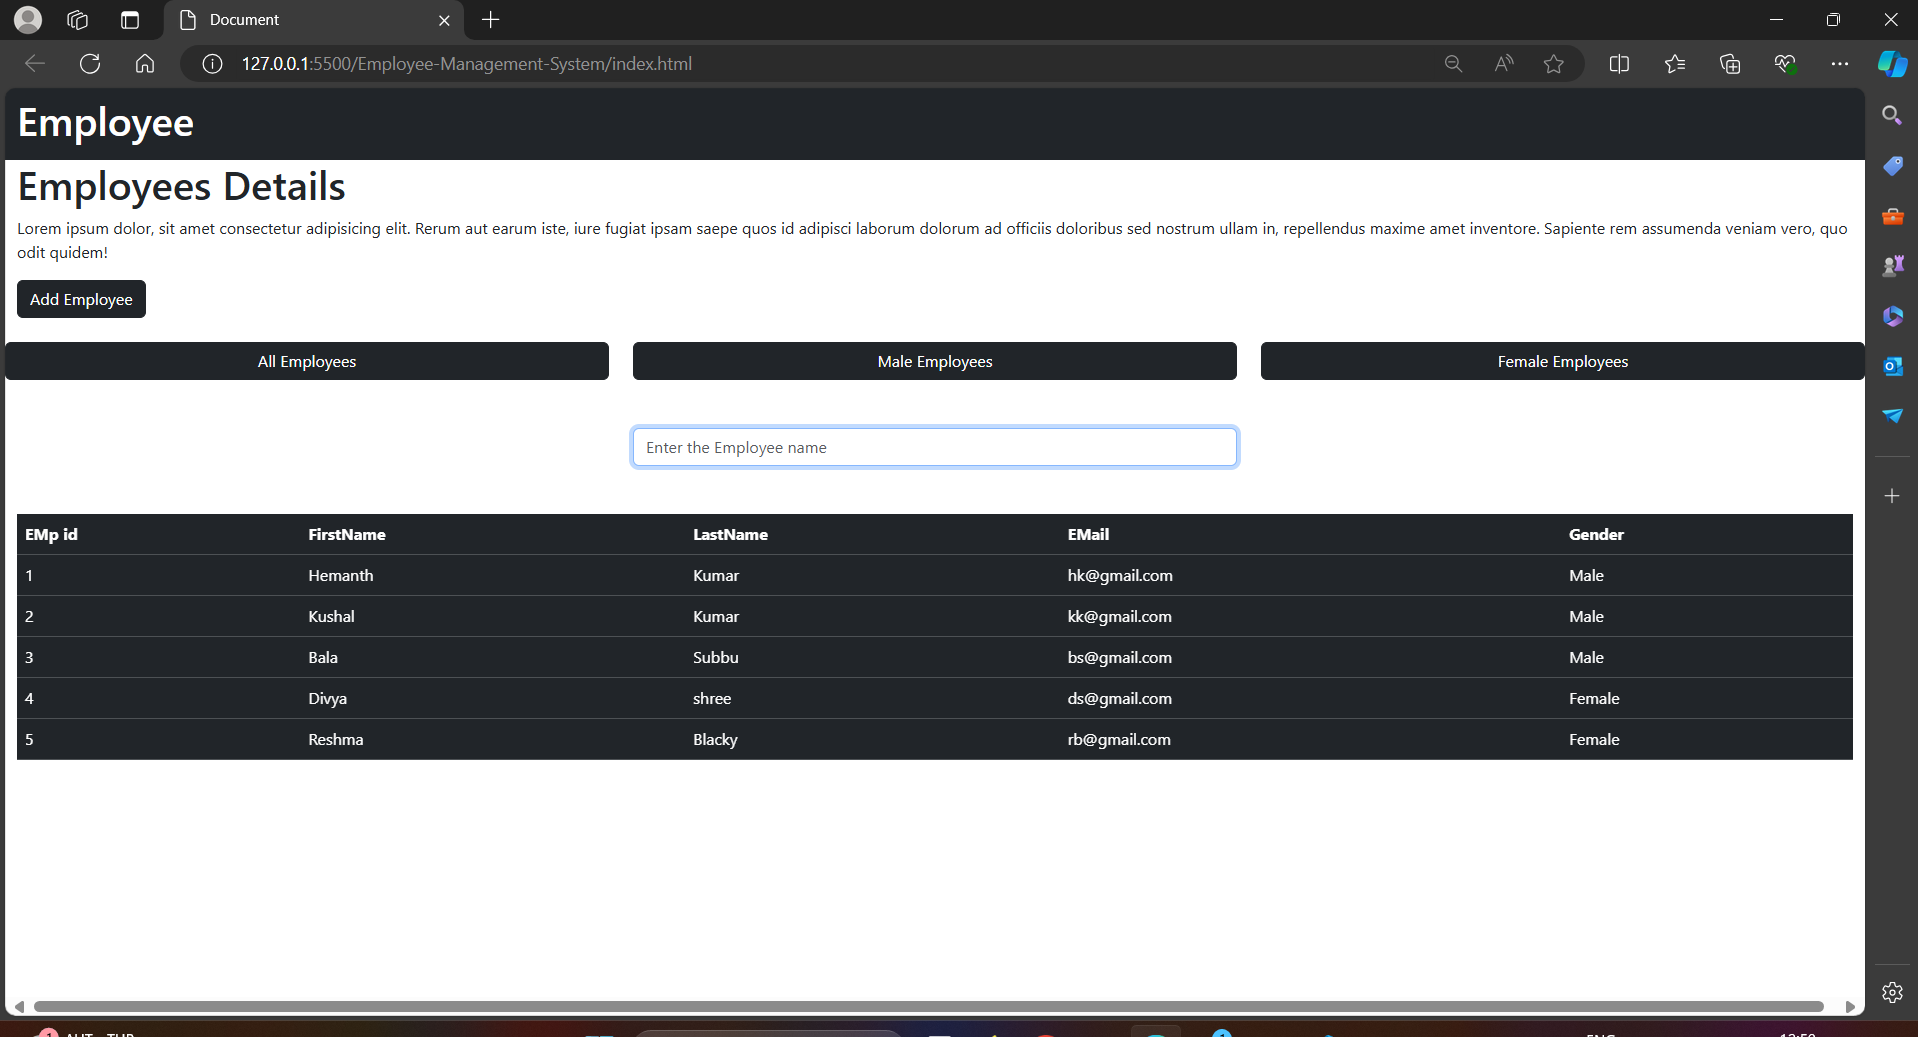 Document
127.0.0.1:5500/Employee-Management-System/index.html
Employee
Employees Details
Lorem ipsum dolor, sit amet consectetur adipisicing elit. Rerum aut earum iste, iure fugiat ipsam saepe quos id adipisci laborum dolorum ad officiis doloribus sed nostrum ullam in, repellendus maxime amet inventore. Sapiente rem assumenda veniam vero, quo
odit quidem!
Add Employee
All Employees Male Employees Female Employees
Enter the Employee name
EMp id FirstName LastName EMail Gender
1 Hemanth Kumar hk@gmail.com Male
2 Kushal Kumar kk@gmail.com Male
3 Bala Subbu bs@gmail.com Male
4 Divya shree ds@gmail.com Female
5 Reshma Blacky rb@gmail.com Female